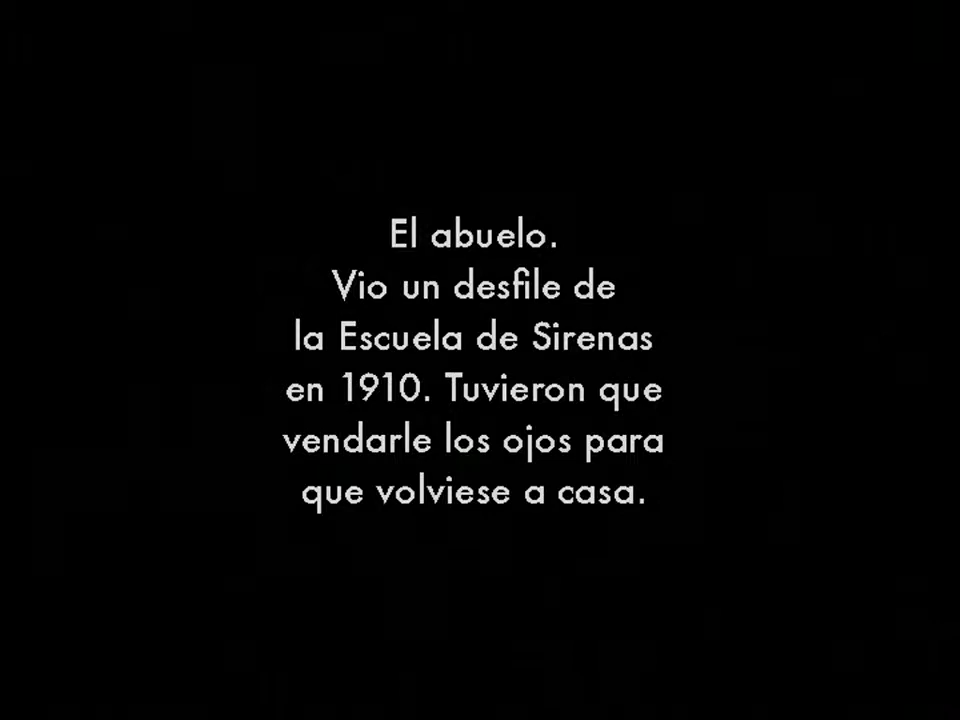 El abuelo.
Vio un desfile de
la Escuela de Sirenas
en 1910. Tuvieron que
vendarle los ojos para
que volviese a casa.